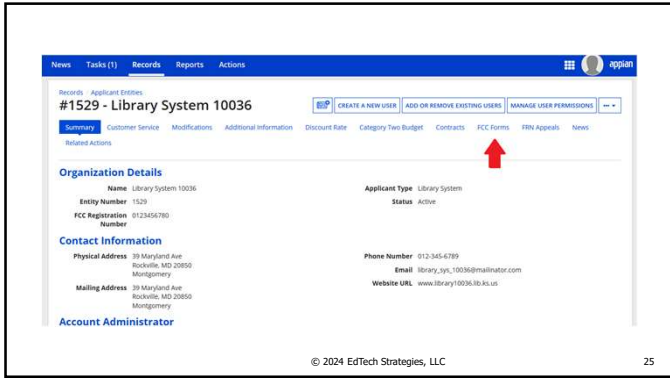 News Tasks (1) Records Reports Actions appian
Records Applicant Entities
#1529 - Library System 10036
CREATE A NEW USER ADD OR REMOVE EXISTING USERS MANAGE USER PERMISSIONS
Summary Customer Service Modifications Additional Information Discount Rate Category Two Budget Contracts FCC Forms FRN Appeals News
Related Actions
Organization Details
Name Library System 10036 Applicant Type Library System
Entity Number 1529 Status Active
FCC Registration Number 0123456780
Contact Information
Physical Address 39 Maryland Ave Phone Number 012-345-6789
Rockville, MD 20850 Email library_sys_10036@mailinator.com
Montgomery
Mailing Address 39 Maryland Ave Website URL www.library10036.lib.ks.us
Rockville, MD 20850
Montgomery
Account Administrator
© 2024 EdTech Strategies, LLC 25